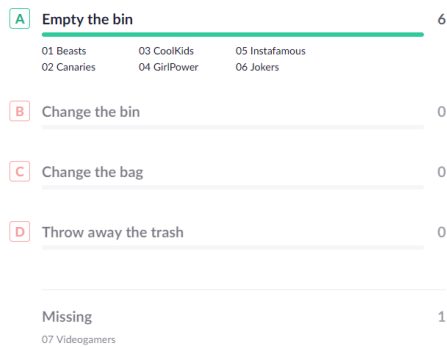 A Empty the bin 6
01 Beasts 03 CoolKids 05 Instafamous
02 Canaries 04 GirlPower 06 Jokers
B Change the bin 0
C Change the bag 0
D Throw away the trash 0
Missing 1
07 Videogamers